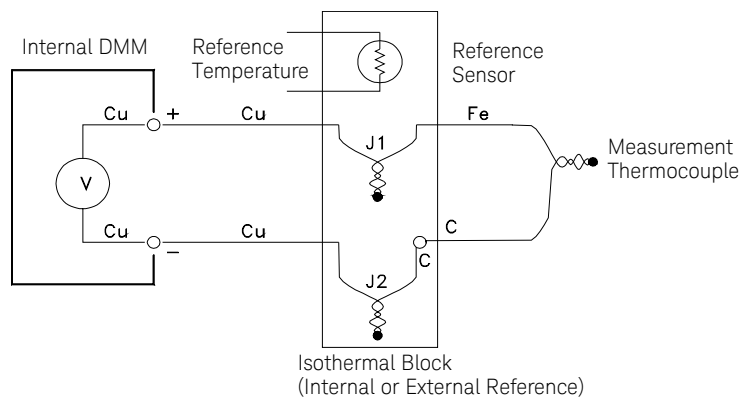 Internal DMM
Reference
Temperature
Reference
Sensor
Cu
+
Cu
Fe
J1
Measurement
Thermocouple
V
Cu
–
Cu
C
C
J2
Isothermal Block
(Internal or External Reference)